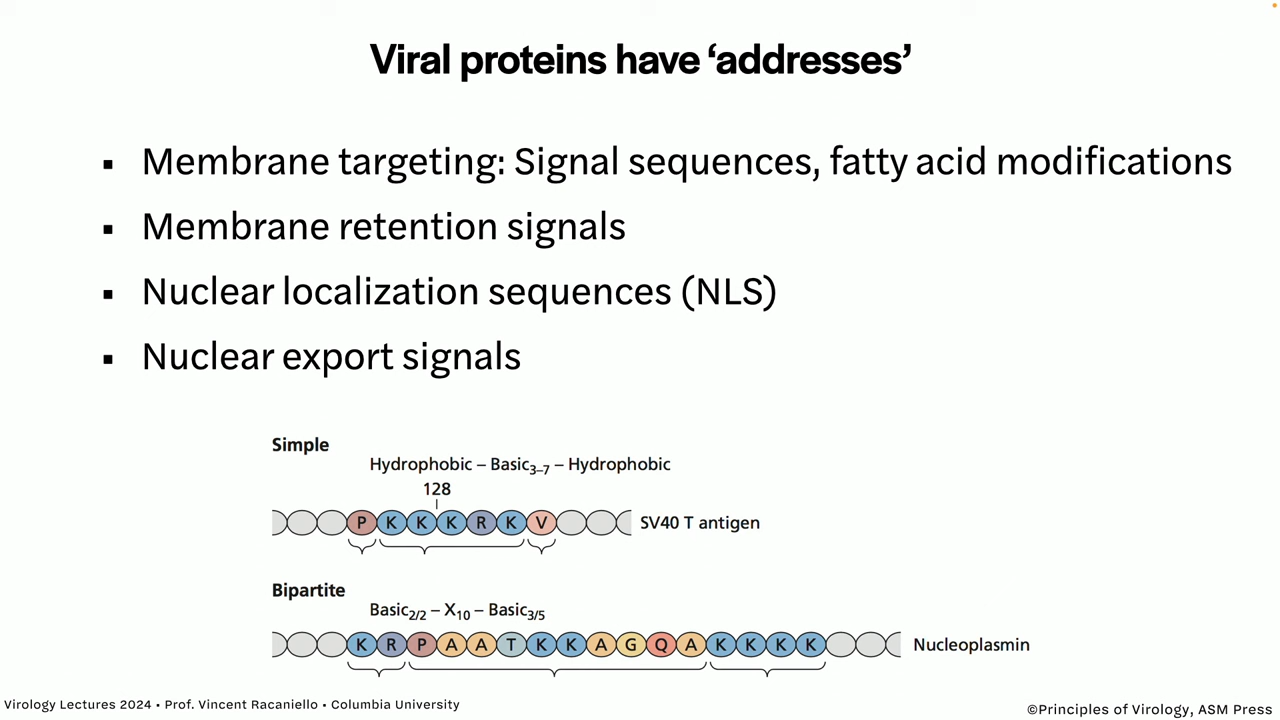 Viral proteins have ‘addresses’
▪ Membrane targeting: Signal sequences, fatty acid modifications
▪ Membrane retention signals
▪ Nuclear localization sequences (NLS)
▪ Nuclear export signals
Simple
Hydrophobic – Basic3–7 – Hydrophobic
128
P K K K R K V SV40 T antigen
Bipartite
Basic2/2 – X10 – Basic3/5
K R P A A T K K A G Q A K K K K Nucleoplasmin
Virology Lectures 2024 • Prof. Vincent Racaniello • Columbia University
©Principles of Virology, ASM Press